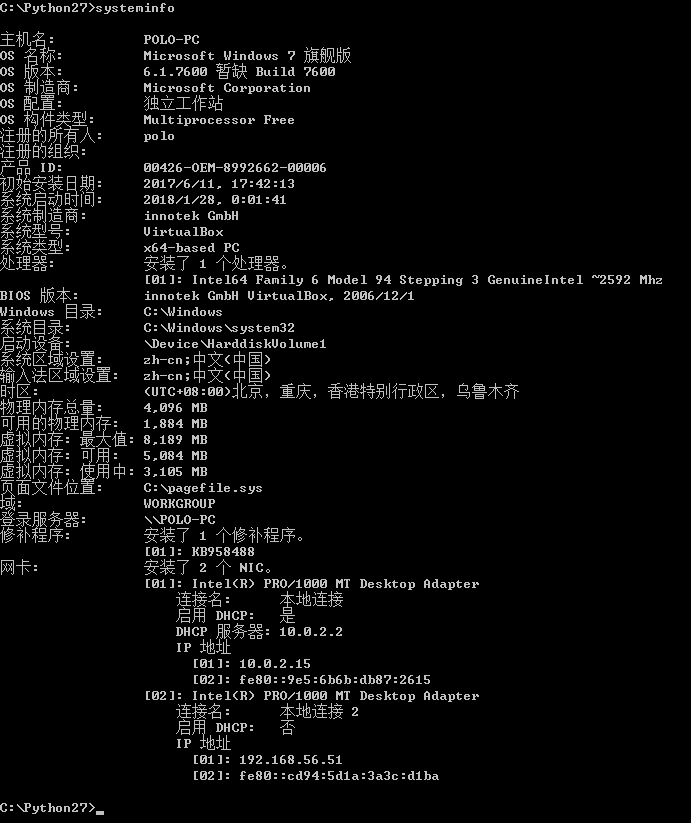 C:\Python27>systeminfo
主机名: POLO-PC
OS 名称: Microsoft Windows 7 旗舰版
OS 版本: 6.1.7600 暂缺 Build 7600
OS 制造商: Microsoft Corporation
OS 配置: 独立工作站
OS 构件类型: Multiprocessor Free
注册的所有人: polo
注册的组织:
产品 ID: 00426-OEM-8992662-00006
初始安装日期: 2017/6/11, 17:42:13
系统启动时间: 2018/1/28, 0:01:41
系统制造商: innotek GmbH
系统型号: VirtualBox
系统类型: x64-based PC
处理器: 安装了 1 个处理器。
[01]: Intel64 Family 6 Model 94 Stepping 3 GenuineIntel ~2592 Mhz
BIOS 版本: innotek GmbH VirtualBox, 2006/12/1
Windows 目录: C:\Windows
系统目录: C:\Windows\system32
启动设备: \Device\HarddiskVolume1
系统区域设置: zh-cn;中文(中国)
输入法区域设置: zh-cn;中文(中国)
时区: (UTC+08:00)北京，重庆，香港特别行政区，乌鲁木齐
物理内存总量: 4,096 MB
可用的物理内存: 1,884 MB
虚拟内存: 最大值: 8,189 MB
虚拟内存: 可用: 5,084 MB
虚拟内存: 使用中: 3,105 MB
页面文件位置: C:\pagefile.sys
域: WORKGROUP
登录服务器: \\POLO-PC
修补程序: 安装了 1 个修补程序。
[01]: KB958488
网卡: 安装了 2 个 NIC。
[01]: Intel(R) PRO/1000 MT Desktop Adapter
连接名: 本地连接
启用 DHCP: 是
DHCP 服务器: 10.0.2.2
IP 地址
[01]: 10.0.2.15
[02]: fe80::9e5:6b6b:db87:2615
[02]: Intel(R) PRO/1000 MT Desktop Adapter
连接名: 本地连接 2
启用 DHCP: 否
IP 地址
[01]: 192.168.56.51
[02]: fe80::cd94:5d1a:3a3c:d1ba
C:\Python27>